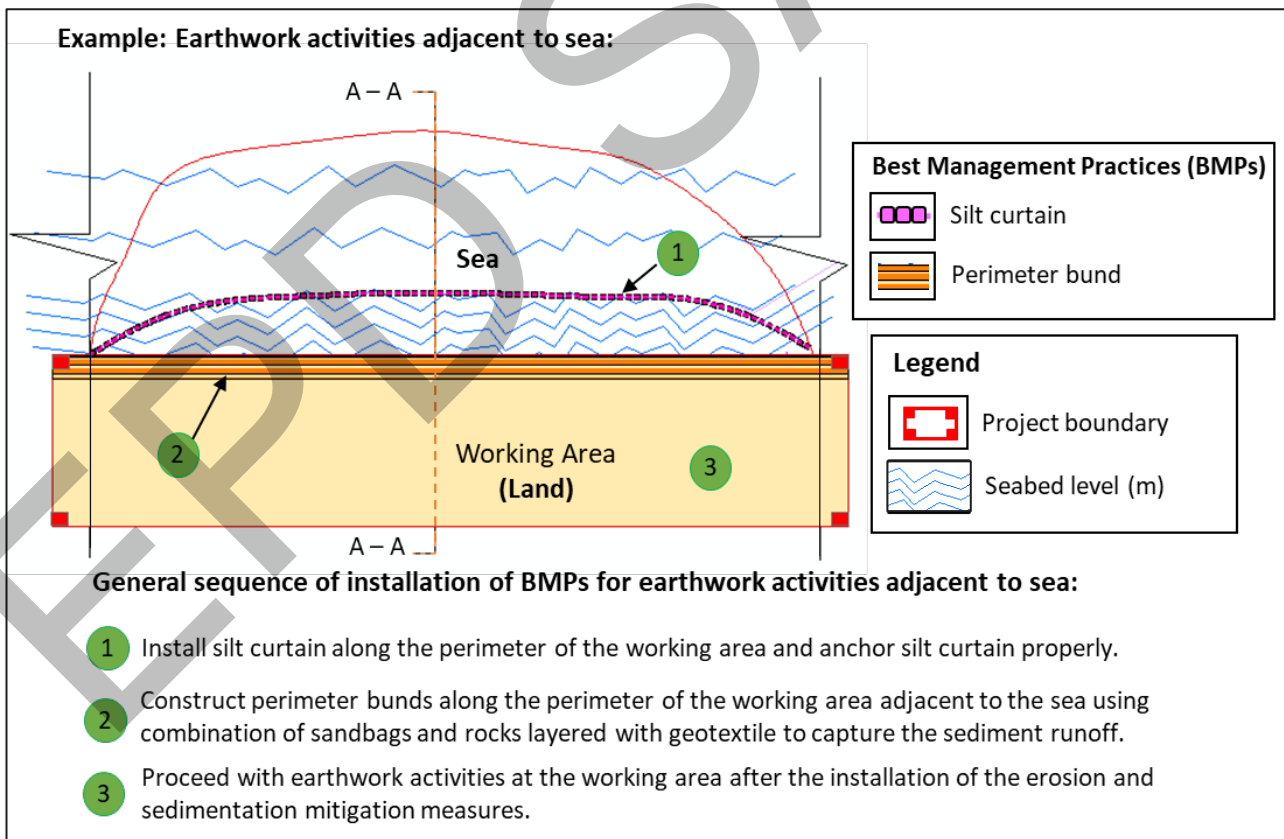 Example: Earthwork activities adjacent to sea:
A – A
Best Management Practices (BMPs)
Silt curtain
Perimeter bund
1
Sea
Legend
Project boundary
Seabed level (m)
2
Working Area
(Land)
3
A – A
General sequence of installation of BMPs for earthwork activities adjacent to sea:
1 Install silt curtain along the perimeter of the working area and anchor silt curtain properly.
2 Construct perimeter bunds along the perimeter of the working area adjacent to the sea using
combination of sandbags and rocks layered with geotextile to capture the sediment runoff.
3 Proceed with earthwork activities at the working area after the installation of the erosion and
sedimentation mitigation measures.
EPD